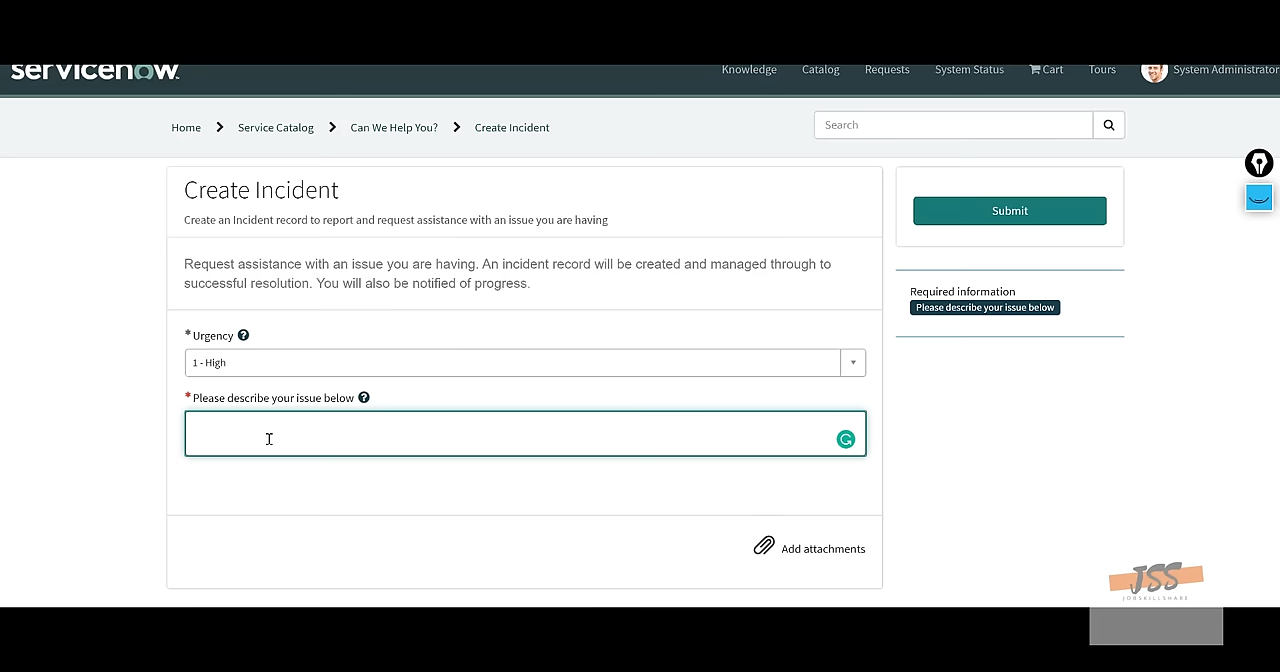 servicenow
Knowledge
Catalog
Requests
System Status
Cart
Tours
System Administrator
Home
Service Catalog
Can We Help You?
Create Incident
Search
Create Incident
Create an Incident record to report and request assistance with an issue you are having
Submit
Request assistance with an issue you are having. An incident record will be created and managed through to
successful resolution. You will also be notified of progress.
Required information
Please describe your issue below
* Urgency
1 - High
* Please describe your issue below
Add attachments
JSS
JOBSKILLSHARE